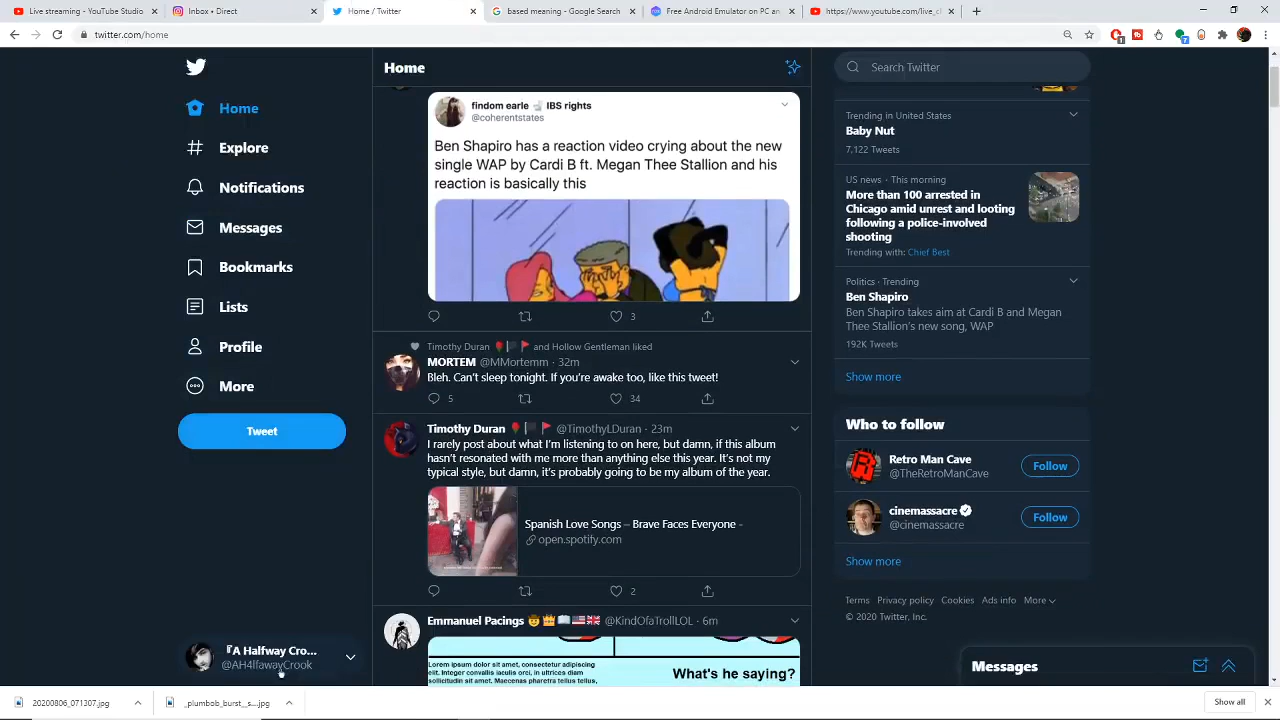 Live streaming - YouTube Studio
Inbox • Direct
Home / Twitter
based meaning - Google Search
Free Android Emulator on PC
https://www.youtube.com/live_cl
twitter.com/home
Home
Search Twitter
Home
Explore
Notifications
Messages
Bookmarks
Lists
Profile
More
Tweet
findom earle IBS rights
@coherentstates
Ben Shapiro has a reaction video crying about the new
single WAP by Cardi B ft. Megan Thee Stallion and his
reaction is basically this
3
Timothy Duran and Hollow Gentleman liked
MORTEM @MMortemm · 32m
Bleh. Can't sleep tonight. If you're awake too, like this tweet!
5 34
Timothy Duran @TimothyLDuran · 23m
I rarely post about what I'm listening to on here, but damn, if this album
hasn't resonated with me more than anything else this year. It's not my
typical style, but damn, it's probably going to be my album of the year.
Spanish Love Songs – Brave Faces Everyone -
open.spotify.com
2
Emmanuel Pacings @KindOfaTrollLOL · 6m
Lorem ipsum dolor sit amet, consectetur adipiscing
elit. Integer convallis iaculis orci, in ultrices diam
sollicitudin sit amet. Maecenas pharetra tellus tellus,
What's he saying?
Trending in United States
Baby Nut
7,122 Tweets
US news · This morning
More than 100 arrested in
Chicago amid unrest and looting
following a police-involved
shooting
Trending with: Chief Best
Politics · Trending
Ben Shapiro
Ben Shapiro takes aim at Cardi B and Megan
Thee Stallion's new song, WAP
192K Tweets
Show more
Who to follow
Retro Man Cave
@TheRetroManCave
Follow
cinemassacre
@cinemassacre
Follow
Show more
Terms Privacy policy Cookies Ads info More
© 2020 Twitter, Inc.
『A Halfway Cro...
@AH4lfawayCrook
Messages
20200806_071307.jpg
_plumbob_burst__s....jpg
Show all